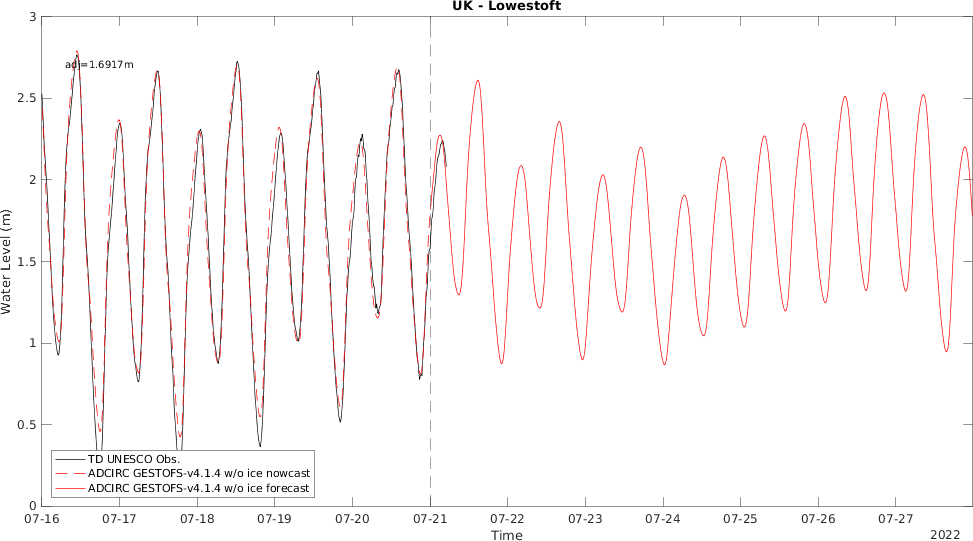 UK - Lowestoft
3
adj=1.6917m
2.5
2
1.5
1
0.5
0
Water Level (m)
TD UNESCO Obs.
ADCIRC GESTOFS-v4.1.4 w/o ice nowcast
ADCIRC GESTOFS-v4.1.4 w/o ice forecast
07-16 07-17 07-18 07-19 07-20 07-21 07-22 07-23 07-24 07-25 07-26 07-27
Time
2022